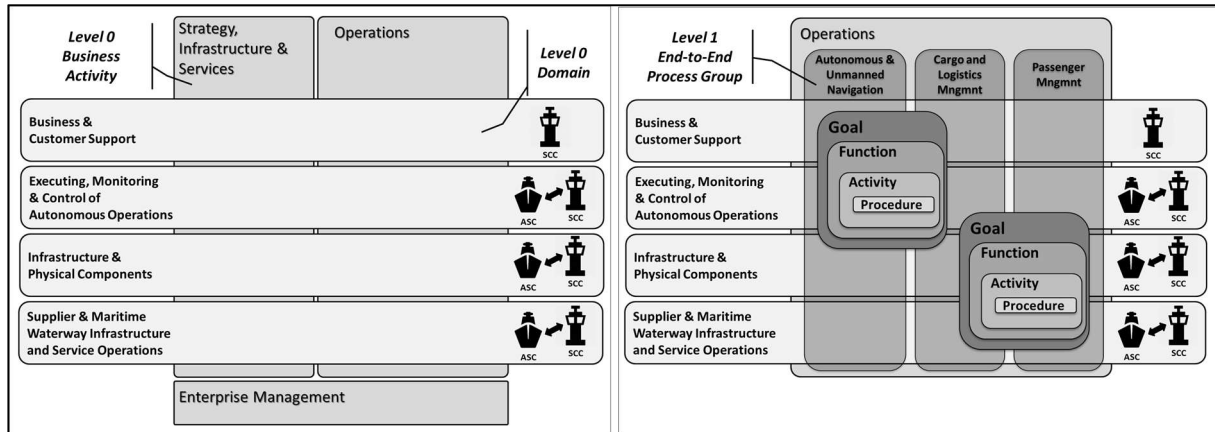 Level 0
Business
Activity
Strategy,
Infrastructure &
Services
Operations
Level 0
Domain
Business &
Customer Support
SCC
Executing, Monitoring
& Control of
Autonomous Operations
ASC
SCC
Infrastructure &
Physical Components
ASC
SCC
Supplier & Maritime
Waterway Infrastructure
and Service Operations
ASC
SCC
Enterprise Management
Level 1
End-to-End
Process Group
Operations
Autonomous &
Unmanned
Navigation
Cargo and
Logistics
Mngmnt
Passenger
Mngmnt
Business &
Customer Support
SCC
Goal
Function
Activity
Procedure
Executing, Monitoring
& Control of
Autonomous Operations
ASC
SCC
Goal
Function
Activity
Procedure
Infrastructure &
Physical Components
ASC
SCC
Supplier & Maritime
Waterway Infrastructure
and Service Operations
ASC
SCC